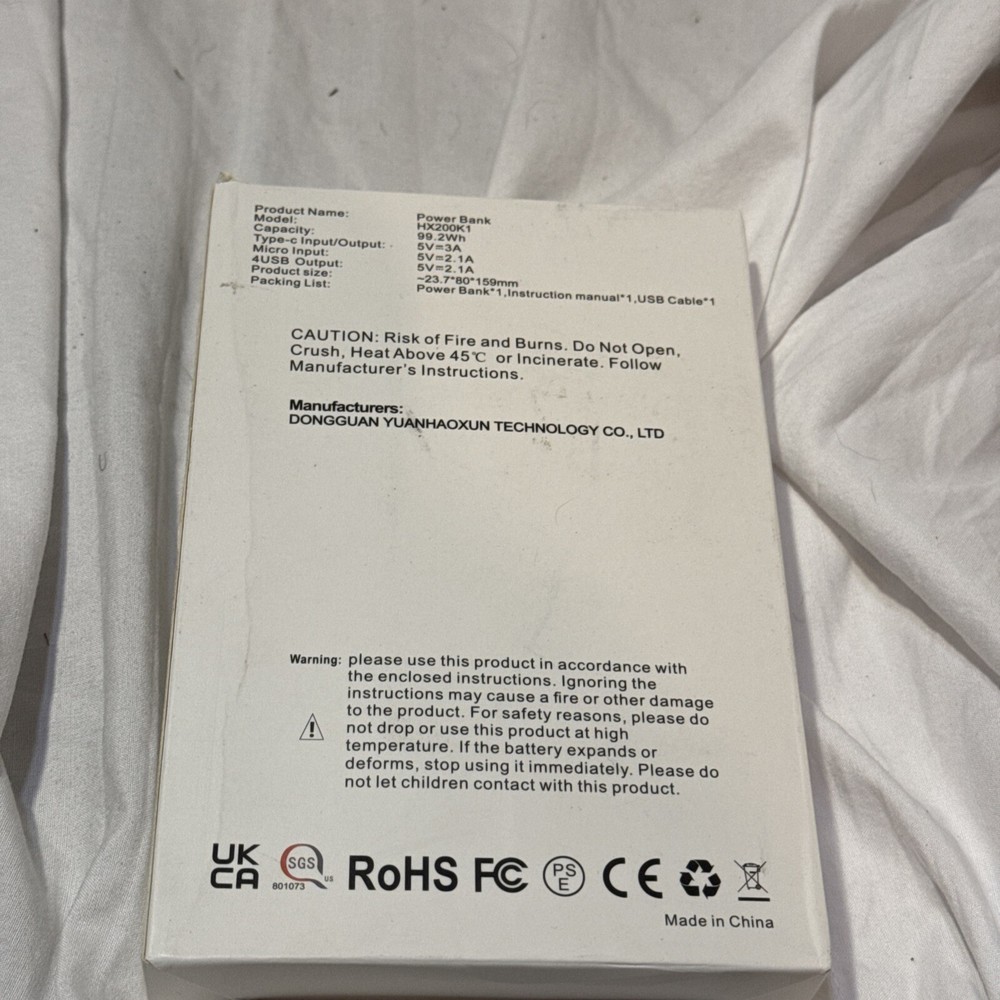 Product Name: Power Bank
Model: HX200K1
Capacity: 99.2Wh
Type-c Input/Output: 5V=3A
Micro Input: 5V=2.1A
4USB Output: 5V=2.1A
Product size: ~23.7*80*159mm
Packing List: Power Bank*1,Instruction manual*1,USB Cable*1
CAUTION: Risk of Fire and Burns. Do Not Open,
Crush, Heat Above 45℃ or Incinerate. Follow
Manufacturer's Instructions.
Manufacturers:
DONGGUAN YUANHAOXUN TECHNOLOGY CO., LTD
Warning: please use this product in accordance with
the enclosed instructions. Ignoring the
instructions may cause a fire or other damage
to the product. For safety reasons, please do
not drop or use this product at high
temperature. If the battery expands or
deforms, stop using it immediately. Please do
not let children contact with this product.
UK
CA
SGS
US
801073
RoHS FC PS
E
CE
Made in China